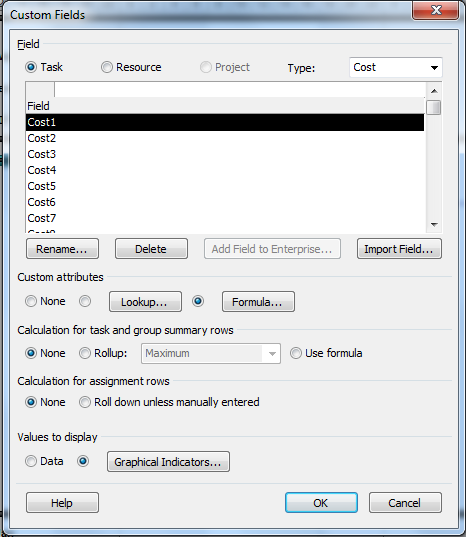 Custom Fields
Field
Task Resource Project Type: Cost
Field
Cost1
Cost2
Cost3
Cost4
Cost5
Cost6
Cost7
Rename... Delete Add Field to Enterprise... Import Field...
Custom attributes
None Lookup... Formula...
Calculation for task and group summary rows
None Rollup: Maximum Use formula
Calculation for assignment rows
None Roll down unless manually entered
Values to display
Data Graphical Indicators...
Help OK Cancel